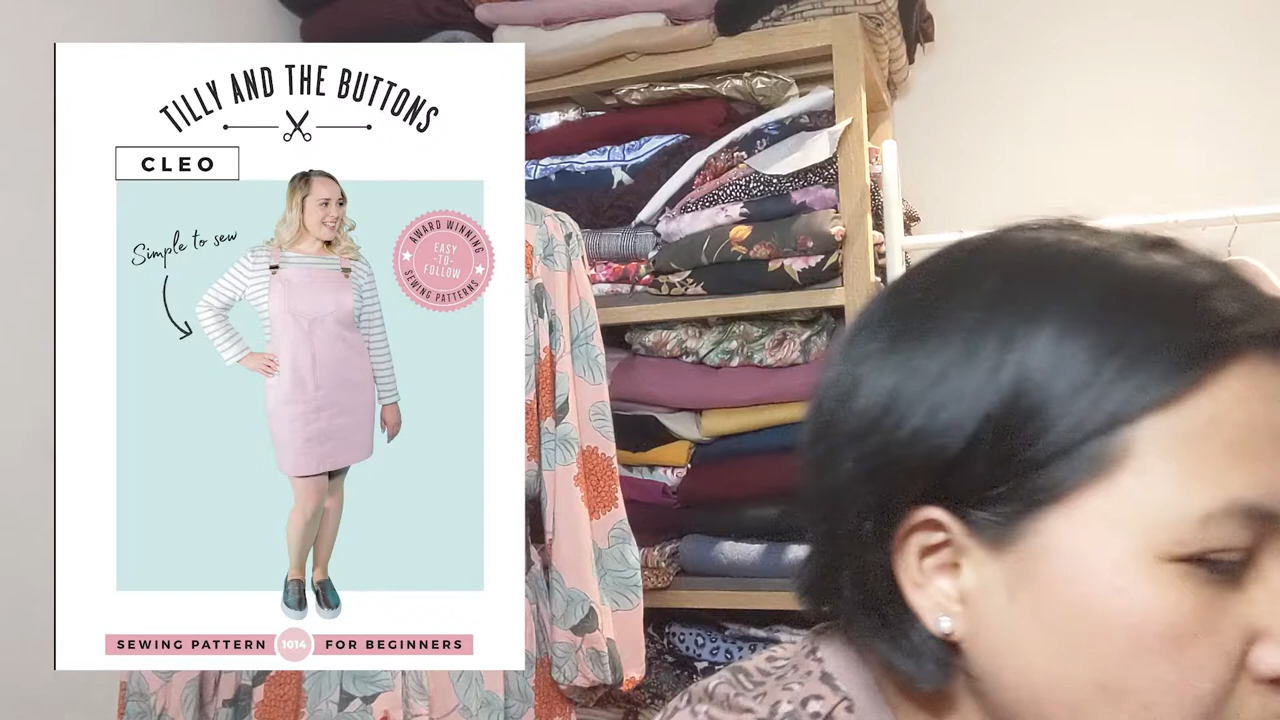 TILLY AND THE BUTTONS
CLEO
Simple to sew
AWARD WINNING
EASY
-TO-
FOLLOW
SEWING PATTERNS
SEWING PATTERN 1014 FOR BEGINNERS